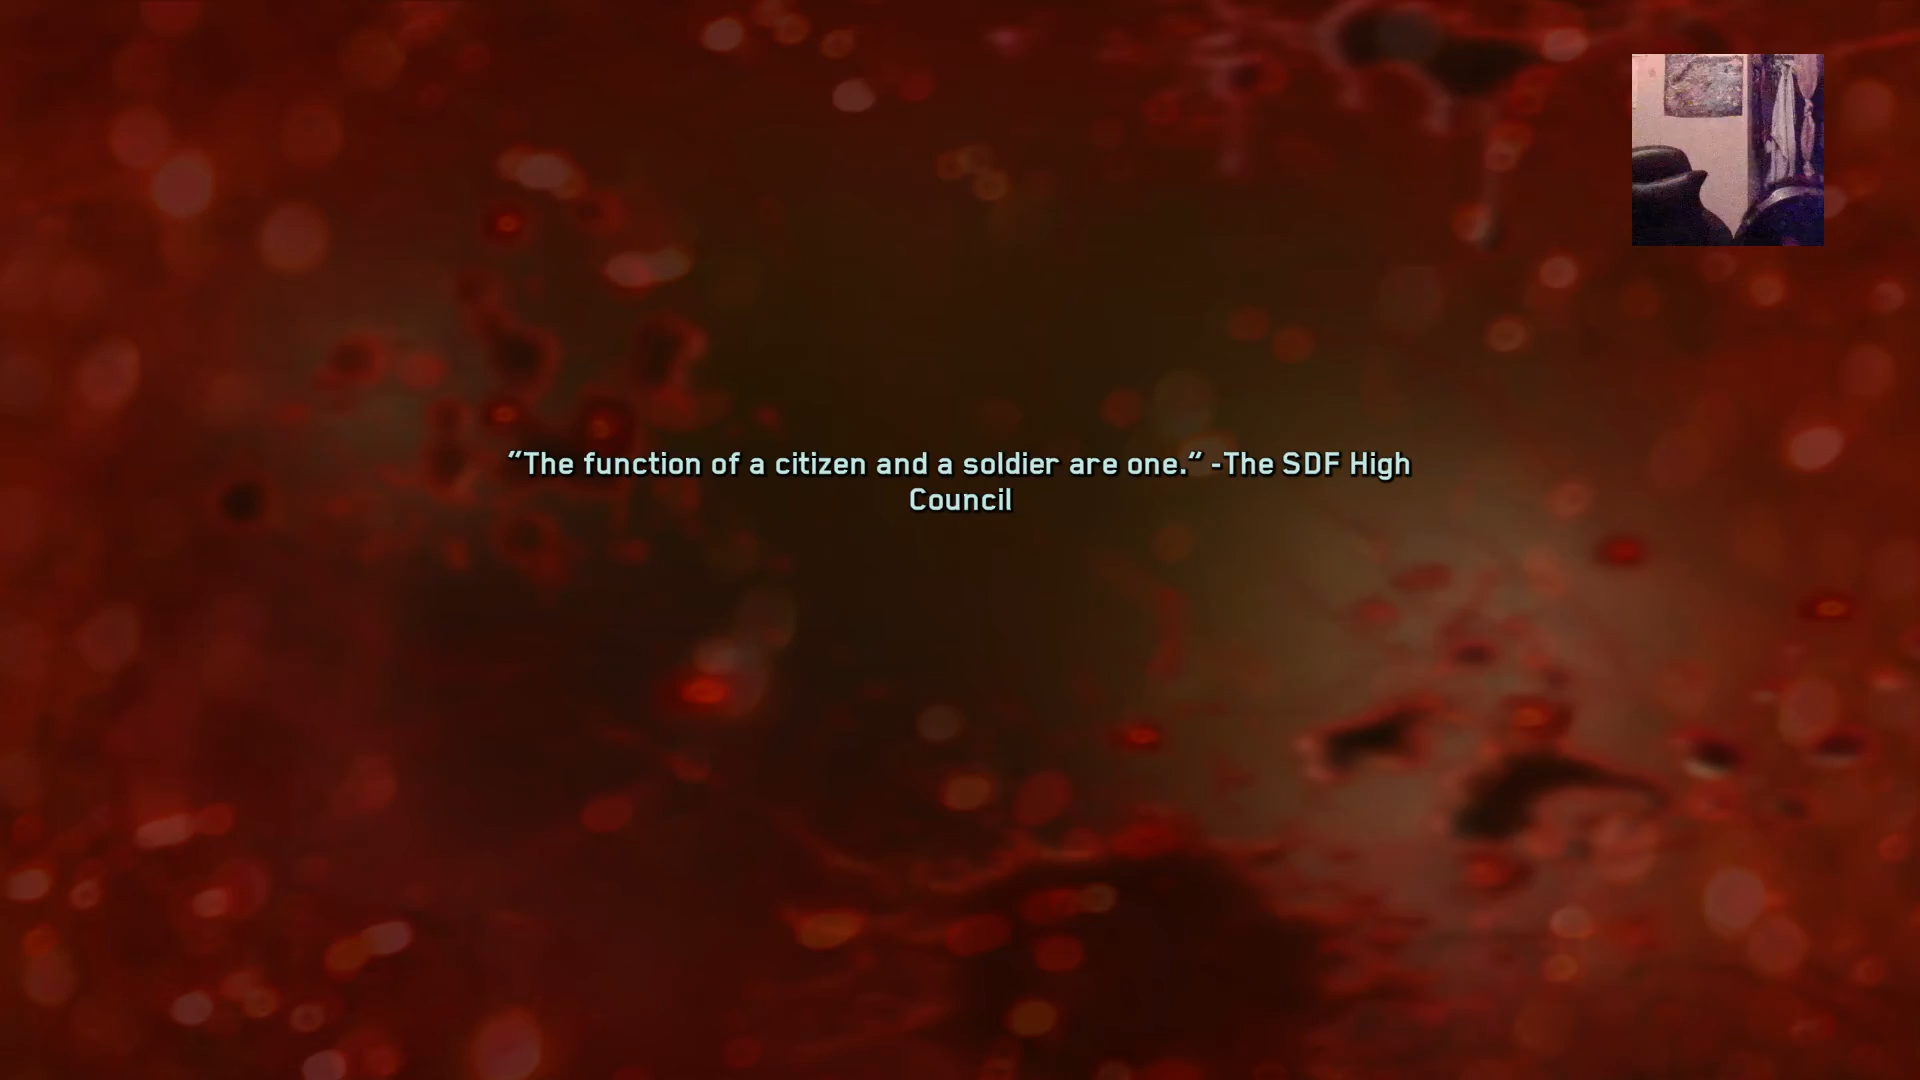 “The function of a citizen and a soldier are one.” -The SDF High
Council